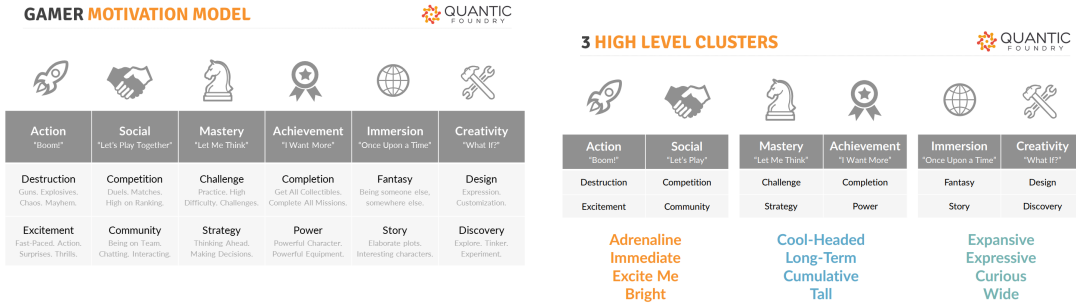 GAMER MOTIVATION MODEL
QUANTIC
FOUNDRY
Action Social Mastery Achievement Immersion Creativity
"Boom!" "Let's Play Together" "Let Me Think" "I Want More" "Once Upon a Time" "What If?"
Destruction Competition Challenge Completion Fantasy Design
Guns. Explosives. Duels. Matches. Practice. High Get All Collectibles. Being someone else, Expression.
Chaos. Mayhem. High on Ranking. Difficulty. Challenges. Complete All Missions. somewhere else. Customization.
Excitement Community Strategy Power Story Discovery
Fast-Paced. Action. Being on Team. Thinking Ahead. Powerful Character. Elaborate plots. Explore. Tinker.
Surprises. Thrills. Chatting. Interacting. Making Decisions. Powerful Equipment. Interesting characters. Experiment.
3 HIGH LEVEL CLUSTERS
QUANTIC
FOUNDRY
Action Social Mastery Achievement Immersion Creativity
"Boom!" "Let's Play" "Let Me Think" "I Want More" "Once Upon a Time" "What If?"
Destruction Competition Challenge Completion Fantasy Design
Excitement Community Strategy Power Story Discovery
Adrenaline Cool-Headed Expansive
Immediate Long-Term Expressive
Excite Me Cumulative Curious
Bright Tall Wide